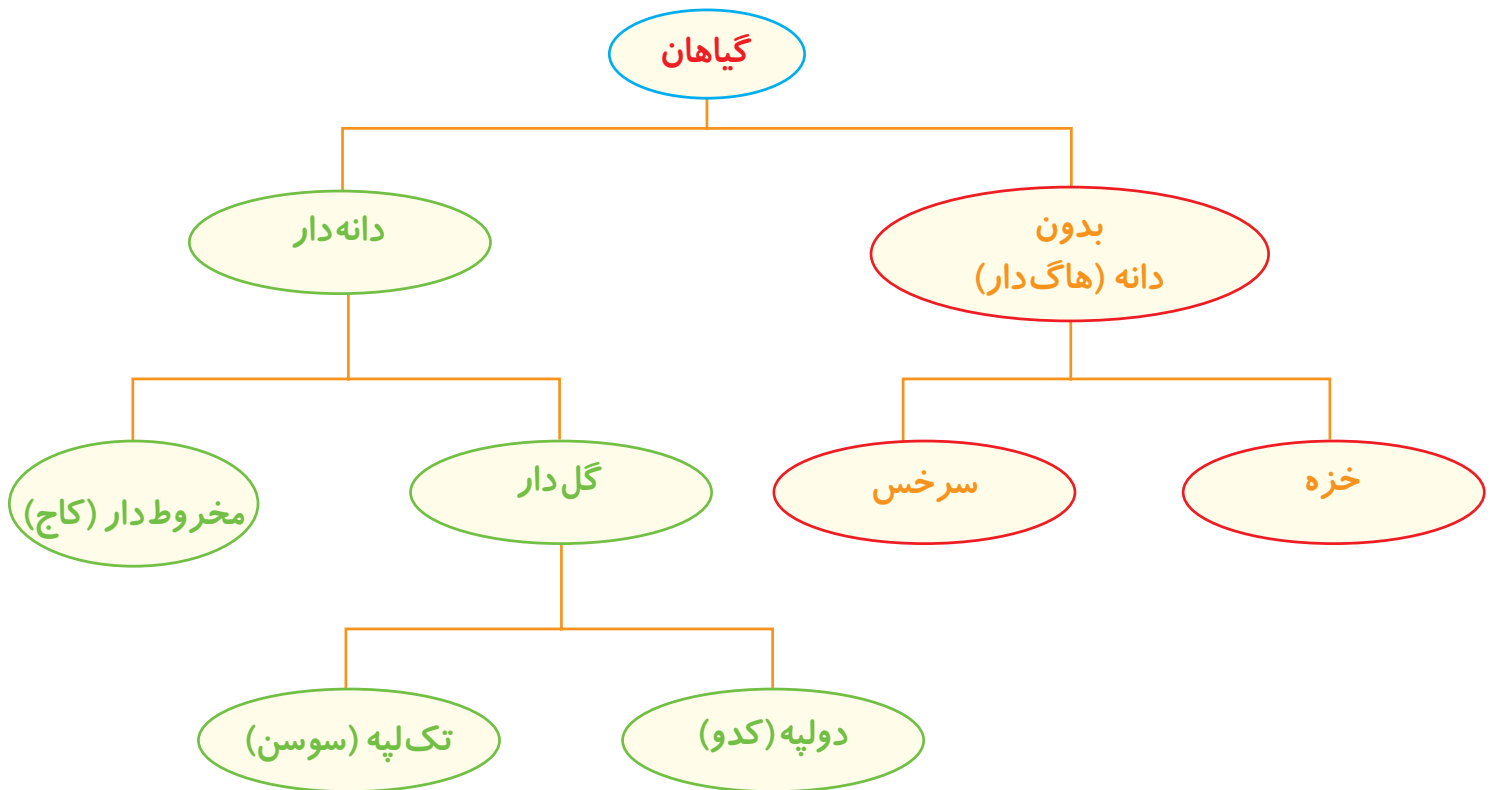 گیاهان
بدون
دانه (هاگ‌دار)
دانه‌دار
خزه
سرخس
گل‌دار
مخروط‌دار (کاج)
دولپه (کدو)
تک‌لپه (سوسن)